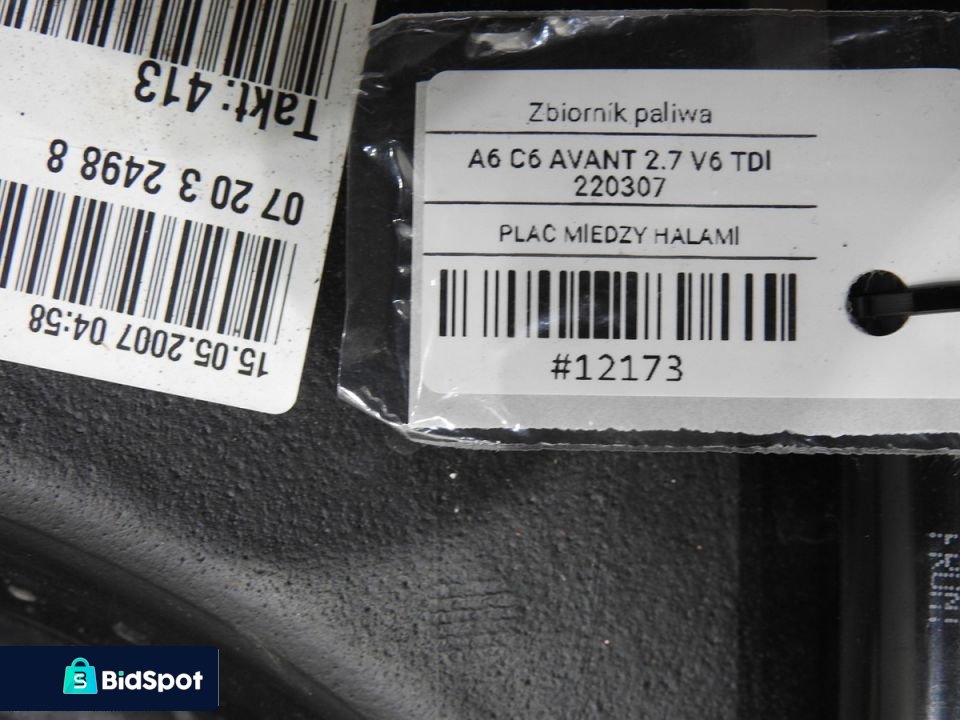 Takt: 413
07 20 3 2498 8
15.05.2007 04:58
Zbiornik paliwa
A6 C6 AVANT 2.7 V6 TDI
220307
PLAC MIEDZY HALAMI
#12173
BidSpot